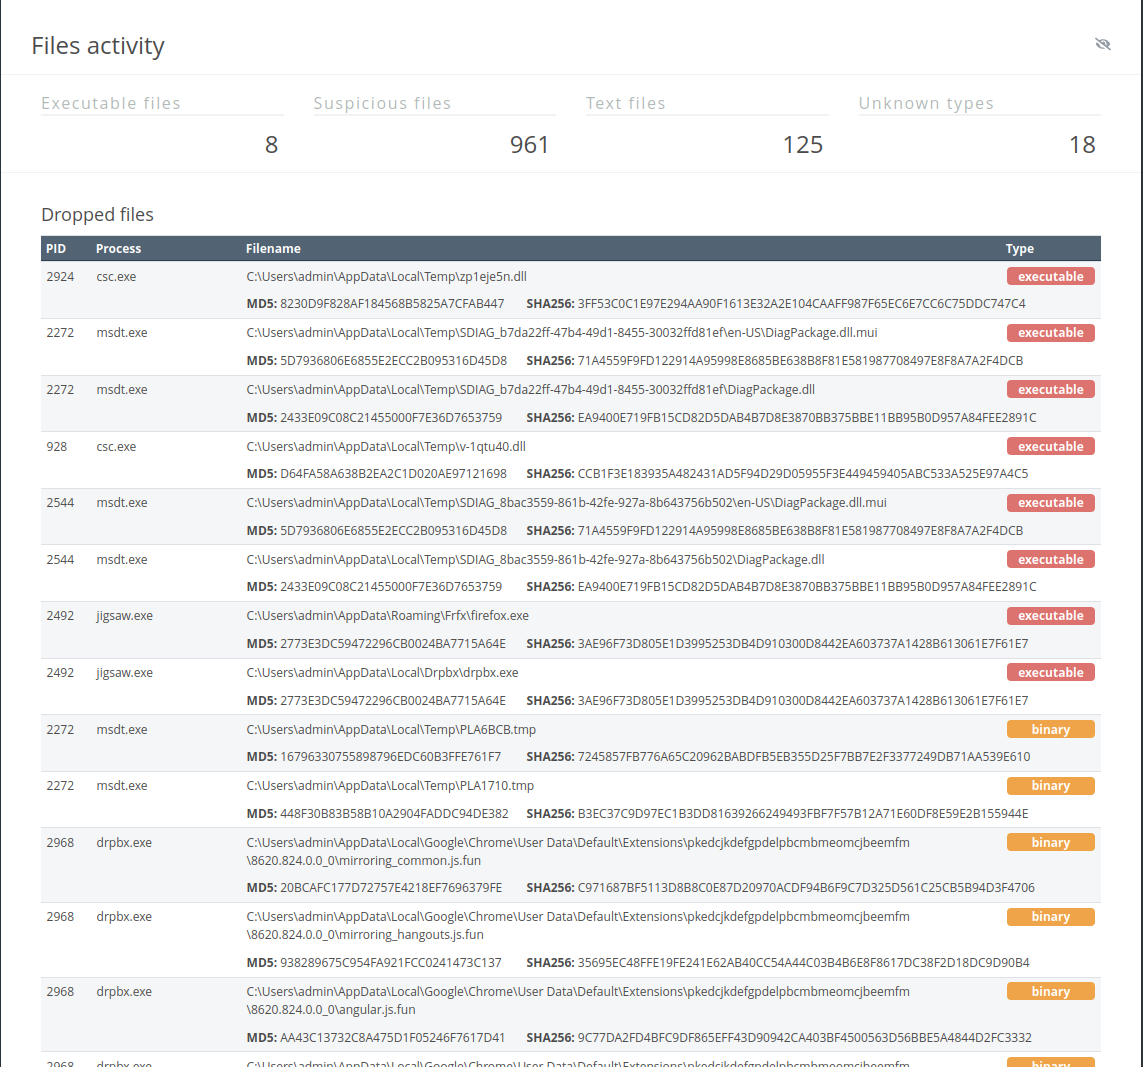 Files activity
Executable files
Suspicious files
Text files
Unknown types
8
961
125
18
Dropped files
PID Process Filename Type
2924 csc.exe C:\Users\admin\AppData\Local\Temp\zp1eje5n.dll executable
MD5: 8230D9F828AF184568B5825A7CFAB447 SHA256: 3FF53C0C1E97E294AA90F1613E32A2E104CAAFF987F65EC6E7CC6C75DDC747C4
2272 msdt.exe C:\Users\admin\AppData\Local\Temp\SDIAG_b7da22ff-47b4-49d1-8455-30032ffd81ef\en-US\DiagPackage.dll.mui executable
MD5: 5D7936806E6855E2ECC2B095316D45D8 SHA256: 71A4559F9FD122914A95998E8685BE638B8F81E581987708497E8F8A7A2F4DCB
2272 msdt.exe C:\Users\admin\AppData\Local\Temp\SDIAG_b7da22ff-47b4-49d1-8455-30032ffd81ef\DiagPackage.dll executable
MD5: 2433E09C08C21455000F7E36D7653759 SHA256: EA9400E719FB15CD82D5DAB4B7D8E3870BB375BBE11BB95B0D957A84FEE2891C
928 csc.exe C:\Users\admin\AppData\Local\Temp\v-1qtu40.dll executable
MD5: D64FA58A638B2EA2C1D020AE97121698 SHA256: CCB1F3E183935A482431AD5F94D29D05955F3E449459405ABC533A525E97A4C5
2544 msdt.exe C:\Users\admin\AppData\Local\Temp\SDIAG_8bac3559-861b-42fe-927a-8b643756b502\en-US\DiagPackage.dll.mui executable
MD5: 5D7936806E6855E2ECC2B095316D45D8 SHA256: 71A4559F9FD122914A95998E8685BE638B8F81E581987708497E8F8A7A2F4DCB
2544 msdt.exe C:\Users\admin\AppData\Local\Temp\SDIAG_8bac3559-861b-42fe-927a-8b643756b502\DiagPackage.dll executable
MD5: 2433E09C08C21455000F7E36D7653759 SHA256: EA9400E719FB15CD82D5DAB4B7D8E3870BB375BBE11BB95B0D957A84FEE2891C
2492 jigsaw.exe C:\Users\admin\AppData\Roaming\Frfx\firefox.exe executable
MD5: 2773E3DC59472296CB0024BA7715A64E SHA256: 3AE96F73D805E1D3995253DB4D910300D8442EA603737A1428B613061E7F61E7
2492 jigsaw.exe C:\Users\admin\AppData\Local\Drpbx\drpbx.exe executable
MD5: 2773E3DC59472296CB0024BA7715A64E SHA256: 3AE96F73D805E1D3995253DB4D910300D8442EA603737A1428B613061E7F61E7
2272 msdt.exe C:\Users\admin\AppData\Local\Temp\PLA6BCB.tmp binary
MD5: 16796330755898796EDC60B3FFE761F7 SHA256: 7245857FB776A65C20962BABDFB5EB355D25F7BB7E2F3377249DB71AA539E610
2272 msdt.exe C:\Users\admin\AppData\Local\Temp\PLA1710.tmp binary
MD5: 448F30B83B58B10A2904FADDC94DE382 SHA256: B3EC37C9D97EC1B3DD81639266249493FBF7F57B12A71E60DF8E59E2B155944E
2968 drpbx.exe C:\Users\admin\AppData\Local\Google\Chrome\User Data\Default\Extensions\pkedcjkdefgpdelpbcmbmeomcjbeemfm binary
\8620.824.0.0_0\mirroring_common.js.fun
MD5: 20BCAFC177D72757E4218EF7696379FE SHA256: C971687BF5113D8B8C0E87D20970ACDF94B6F9C7D325D561C25CB5B94D3F4706
2968 drpbx.exe C:\Users\admin\AppData\Local\Google\Chrome\User Data\Default\Extensions\pkedcjkdefgpdelpbcmbmeomcjbeemfm binary
\8620.824.0.0_0\mirroring_hangouts.js.fun
MD5: 938289675C954FA921FCC0241473C137 SHA256: 35695EC48FFE19FE241E62AB40CC54A44C03B4B6E8F8617DC38F2D18DC9D90B4
2968 drpbx.exe C:\Users\admin\AppData\Local\Google\Chrome\User Data\Default\Extensions\pkedcjkdefgpdelpbcmbmeomcjbeemfm binary
\8620.824.0.0_0\angular.js.fun
MD5: AA43C13732C8A475D1F05246F7617D41 SHA256: 9C77DA2FD4BFC9DF865EFF43D90942CA403BF4500563D56BBE5A4844D2FC3332
2968 drpbx.exe C:\Users\admin\AppData\Local\Google\Chrome\User Data\Default\Extensions\pkedcjkdefgpdelpbcmbmeomcjbeemfm binary